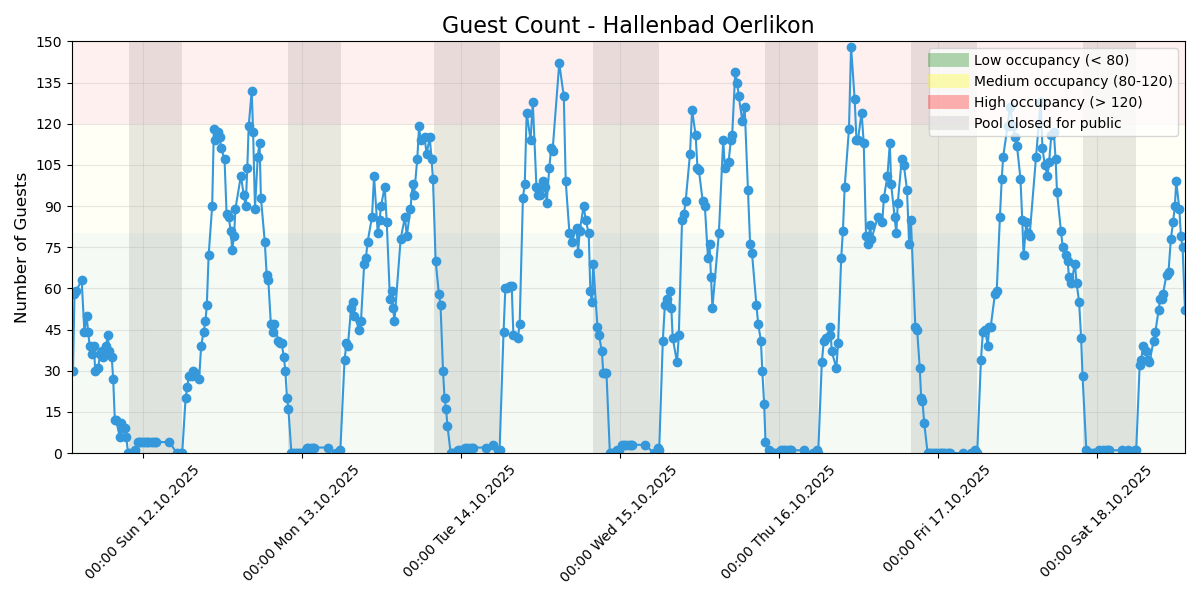 Guest Count - Hallenbad Oerlikon
Number of Guests
150
135
120
105
90
75
60
45
30
15
0
Low occupancy (< 80)
Medium occupancy (80-120)
High occupancy (> 120)
Pool closed for public
00:00 Sun 12.10.2025
00:00 Mon 13.10.2025
00:00 Tue 14.10.2025
00:00 Wed 15.10.2025
00:00 Thu 16.10.2025
00:00 Fri 17.10.2025
00:00 Sat 18.10.2025